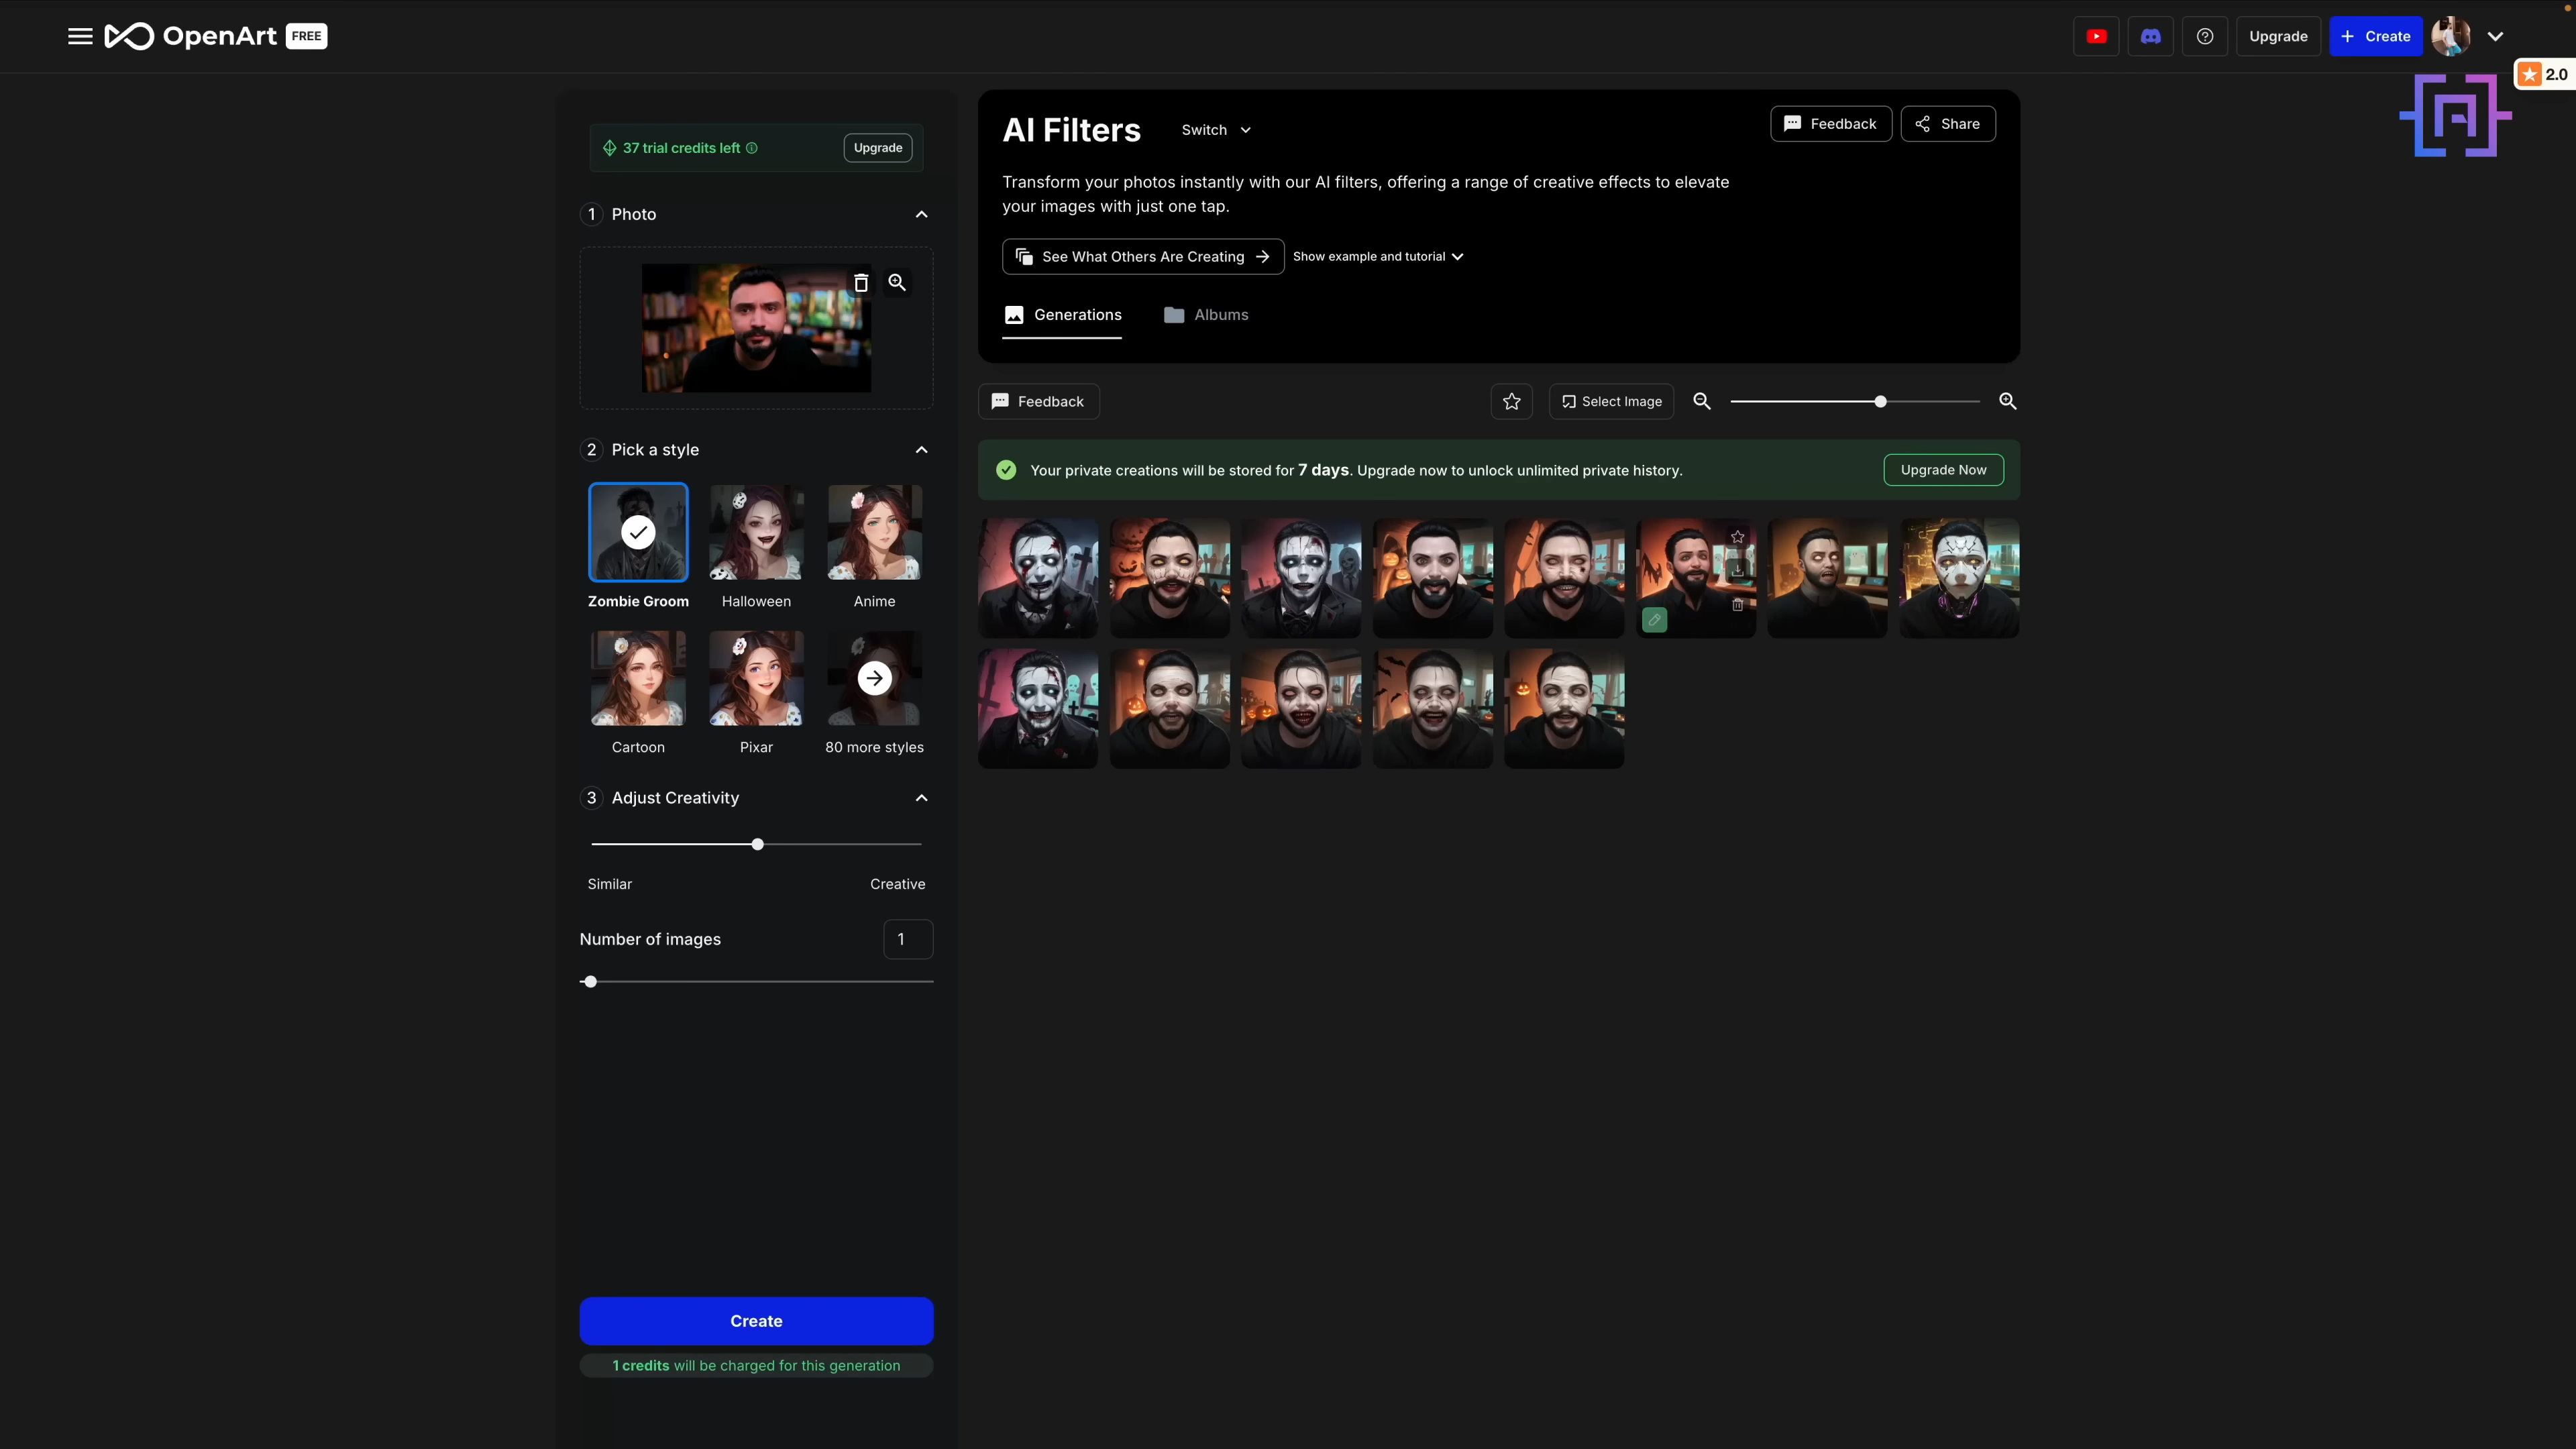 OpenArt FREE
Upgrade
Create
2.0
37 trial credits left
Upgrade
1 Photo
2 Pick a style
Zombie Groom
Halloween
Anime
Cartoon
Pixar
80 more styles
3 Adjust Creativity
Similar
Creative
Number of images
1
Create
1 credits will be charged for this generation
AI Filters
Switch
Feedback
Share
Transform your photos instantly with our AI filters, offering a range of creative effects to elevate
your images with just one tap.
See What Others Are Creating
Show example and tutorial
Generations
Albums
Feedback
Select Image
Your private creations will be stored for 7 days. Upgrade now to unlock unlimited private history.
Upgrade Now